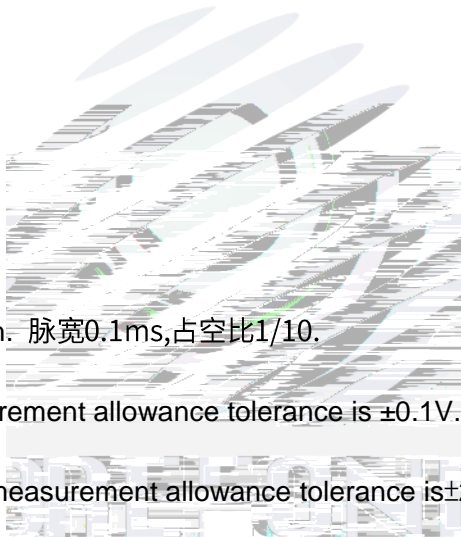 脉宽0.1ms,占空比1/10.
rement allowance tolerance is ±0.1V.
measurement allowance tolerance is±